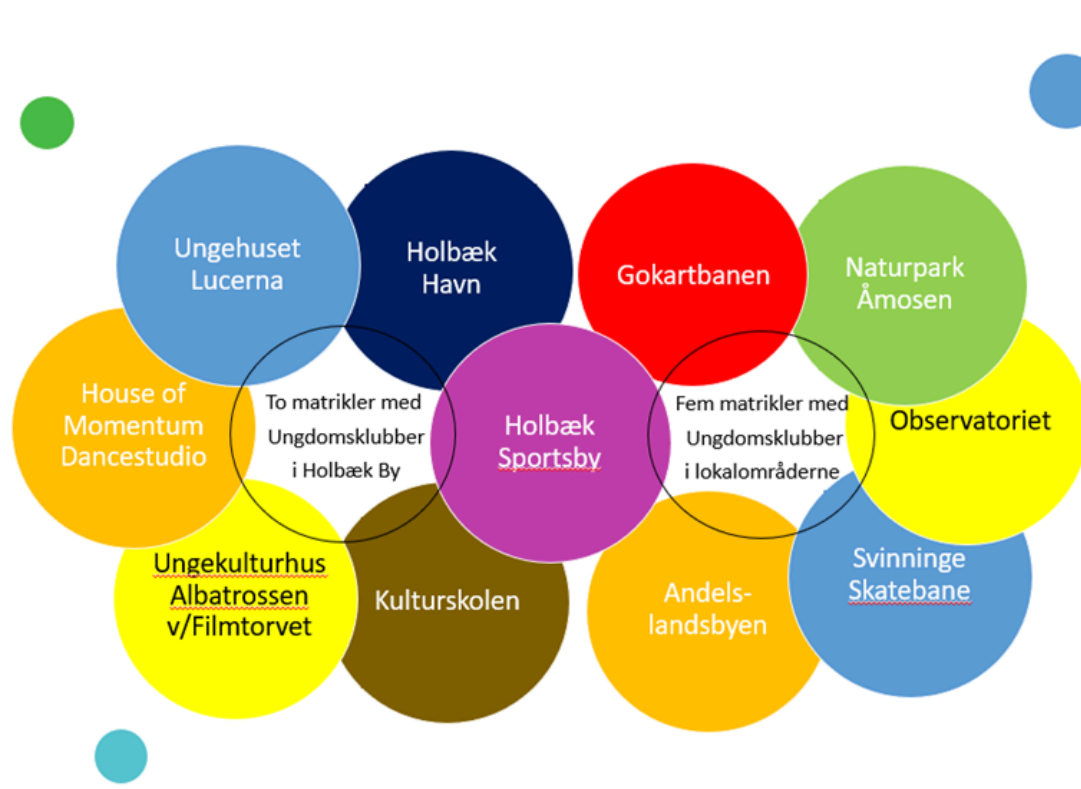 Ungehuset
Lucerna
Holbæk
Havn
Gokartbanen
Naturpark
Åmosen
House of
Momentum
Dancestudio
To matrikler med
Ungdomsklubber
i Holbæk By
Holbæk
Sportsby
Fem matrikler med
Ungdomsklubber
i lokalområderne
Observatoriet
Ungekulturhus
Albatrossen
v/Filmtorvet
Kulturskolen
Andels-
landsbyen
Svinninge
Skatebane